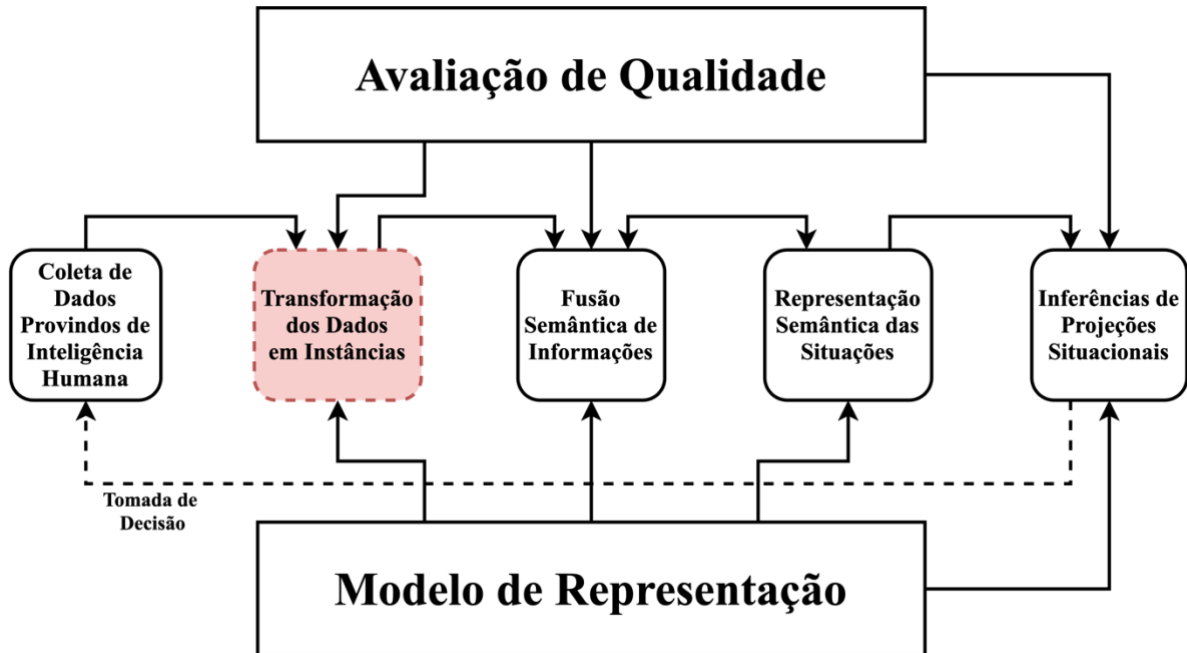 Avaliação de Qualidade
Coleta de
Dados
Provindos de
Inteligência
Humana
Transformação
dos Dados
em Instâncias
Fusão
Semântica de
Informações
Representação
Semântica das
Situações
Inferências de
Projeções
Situacionais
Tomada de
Decisão
Modelo de Representação